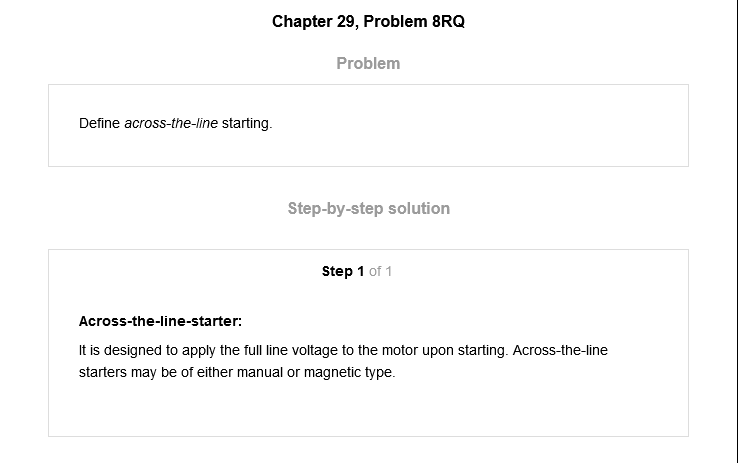 Chapter 29, Problem 8RQ
Problem
Define across-the-line starting.
Step-by-step solution
Step 1 of 1
Across-the-line-starter:
It is designed to apply the full line voltage to the motor upon starting. Across-the-line
starters may be of either manual or magnetic type.